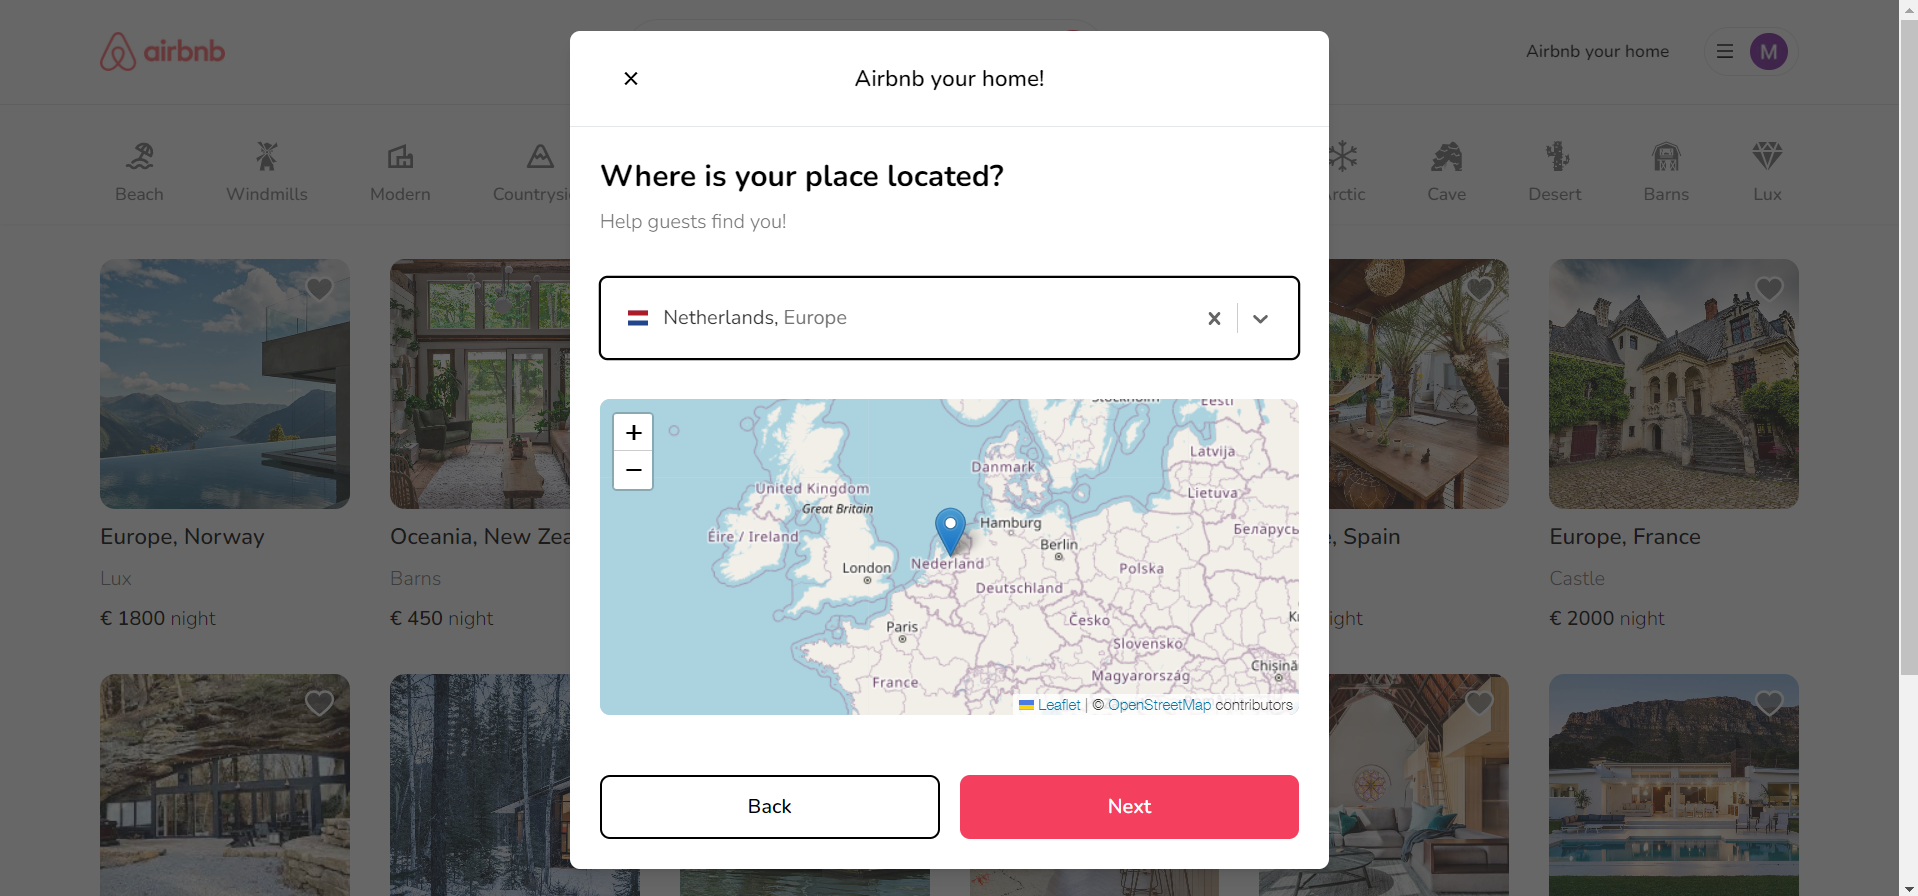 airbnb
Airbnb your home
M
Beach
Windmills
Modern
Lux
Cave
Desert
Barns
Airbnb your home!
Where is your place located?
Help guests find you!
Netherlands, Europe
+
−
Eesti
Latvija
Danmark
Lietuva
United Kingdom
Great Britain
Hamburg
Беларусь
Éire / Ireland
Berlin
London
Nederland
Polska
Deutschland
Paris
Česko
Slovensko
Chișină
France
Magyarország
Leaflet | © OpenStreetMap contributors
Back
Next
Europe, Norway
Lux
€ 1800 night
Oceania, New Zea
Barns
€ 450 night
, Spain
ight
Europe, France
Castle
€ 2000 night